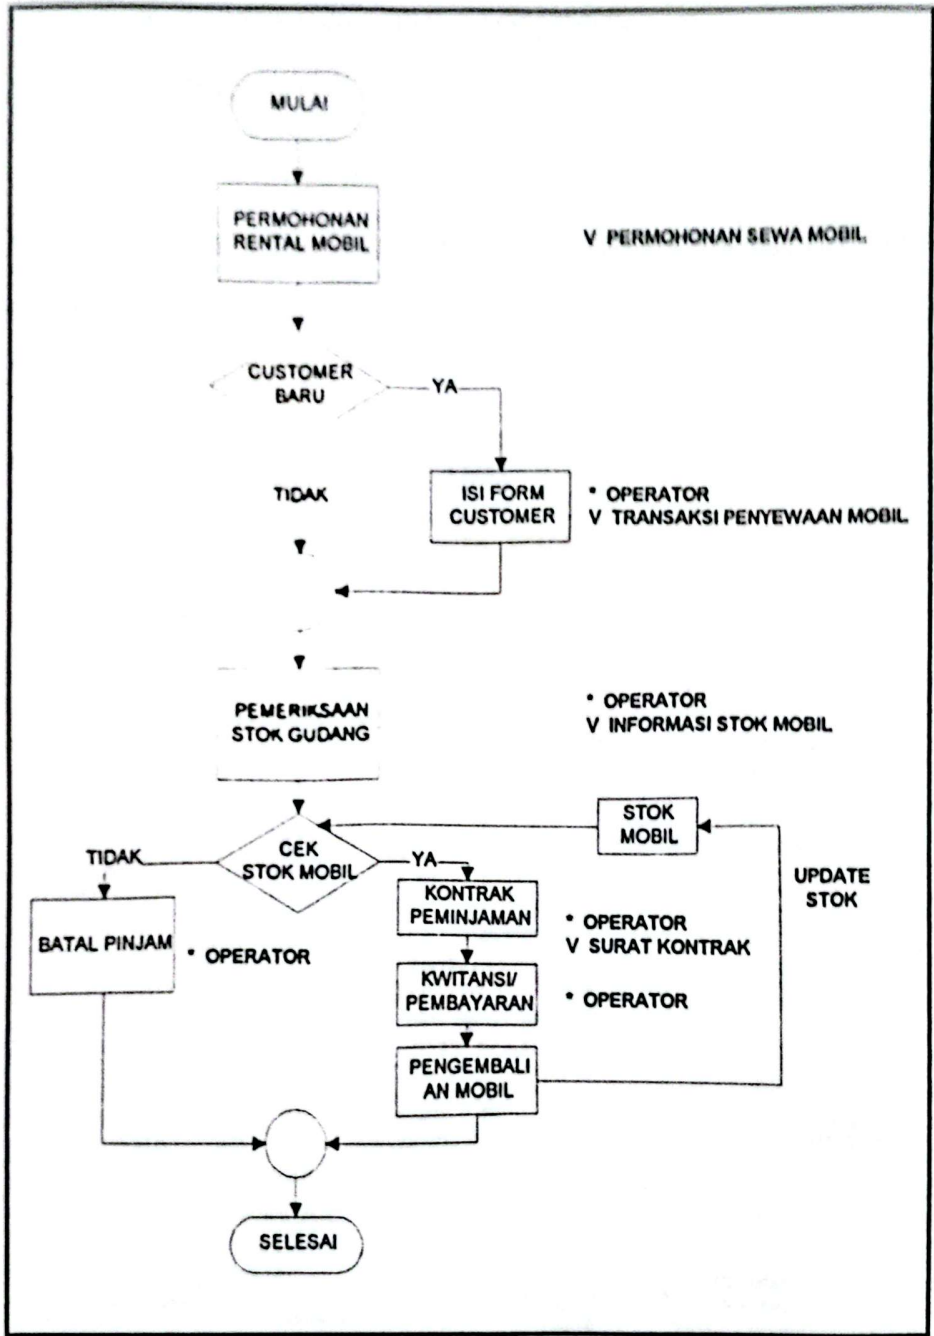 MULAI
PERMOHONAN
RENTAL MOBIL
V PERMOHONAN SEWA MOBIL
CUSTOMER
BARU
YA
TIDAK
ISI FORM
CUSTOMER
* OPERATOR
V TRANSAKSI PENYEWAAN MOBIL
PEMERIKSAAN
STOK GUDANG
* OPERATOR
V INFORMASI STOK MOBIL
STOK
MOBIL
CEK
STOK MOBIL
TIDAK
YA
UPDATE
STOK
BATAL PINJAM
* OPERATOR
KONTRAK
PEMINJAMAN
* OPERATOR
V SURAT KONTRAK
KWITANSI/
PEMBAYARAN
* OPERATOR
PENGEMBALI
AN MOBIL
SELESAI